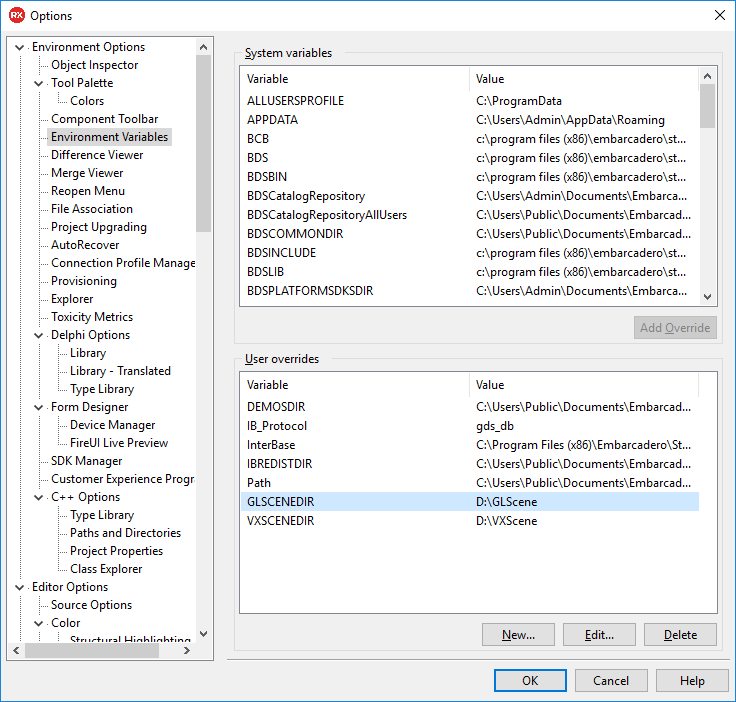 RX Options
Environment Options
Object Inspector
Tool Palette
Colors
Component Toolbar
Environment Variables
Difference Viewer
Merge Viewer
Reopen Menu
File Association
Project Upgrading
AutoRecover
Connection Profile Manage
Provisioning
Explorer
Toxicity Metrics
Delphi Options
Library
Library - Translated
Type Library
Form Designer
Device Manager
FireUI Live Preview
SDK Manager
Customer Experience Progr
C++ Options
Type Library
Paths and Directories
Project Properties
Class Explorer
Editor Options
Source Options
Color
Structural Highlighting
System variables
Variable Value
ALLUSERSPROFILE C:\ProgramData
APPDATA C:\Users\Admin\AppData\Roaming
BCB c:\program files (x86)\embarcadero\st...
BDS c:\program files (x86)\embarcadero\st...
BDSBIN c:\program files (x86)\embarcadero\st...
BDSCatalogRepository C:\Users\Admin\Documents\Embarca...
BDSCatalogRepositoryAllUsers C:\Users\Public\Documents\Embarca...
BDSCOMMONDIR C:\Users\Public\Documents\Embarca...
BDSINCLUDE c:\program files (x86)\embarcadero\st...
BDSLIB c:\program files (x86)\embarcadero\st...
BDSPLATFORMSDKSDIR C:\Users\Admin\Documents\Embarca...
Add Override
User overrides
Variable Value
DEMOSDIR C:\Users\Public\Documents\Embarcad...
IB_Protocol gds_db
InterBase C:\Program Files (x86)\Embarcadero\St...
IBREDISTDIR C:\Users\Public\Documents\Embarcad...
Path C:\Users\Public\Documents\Embarcad...
GLSCENEDIR D:\GLScene
VXSCENEDIR D:\VXScene
New... Edit... Delete
OK Cancel Help